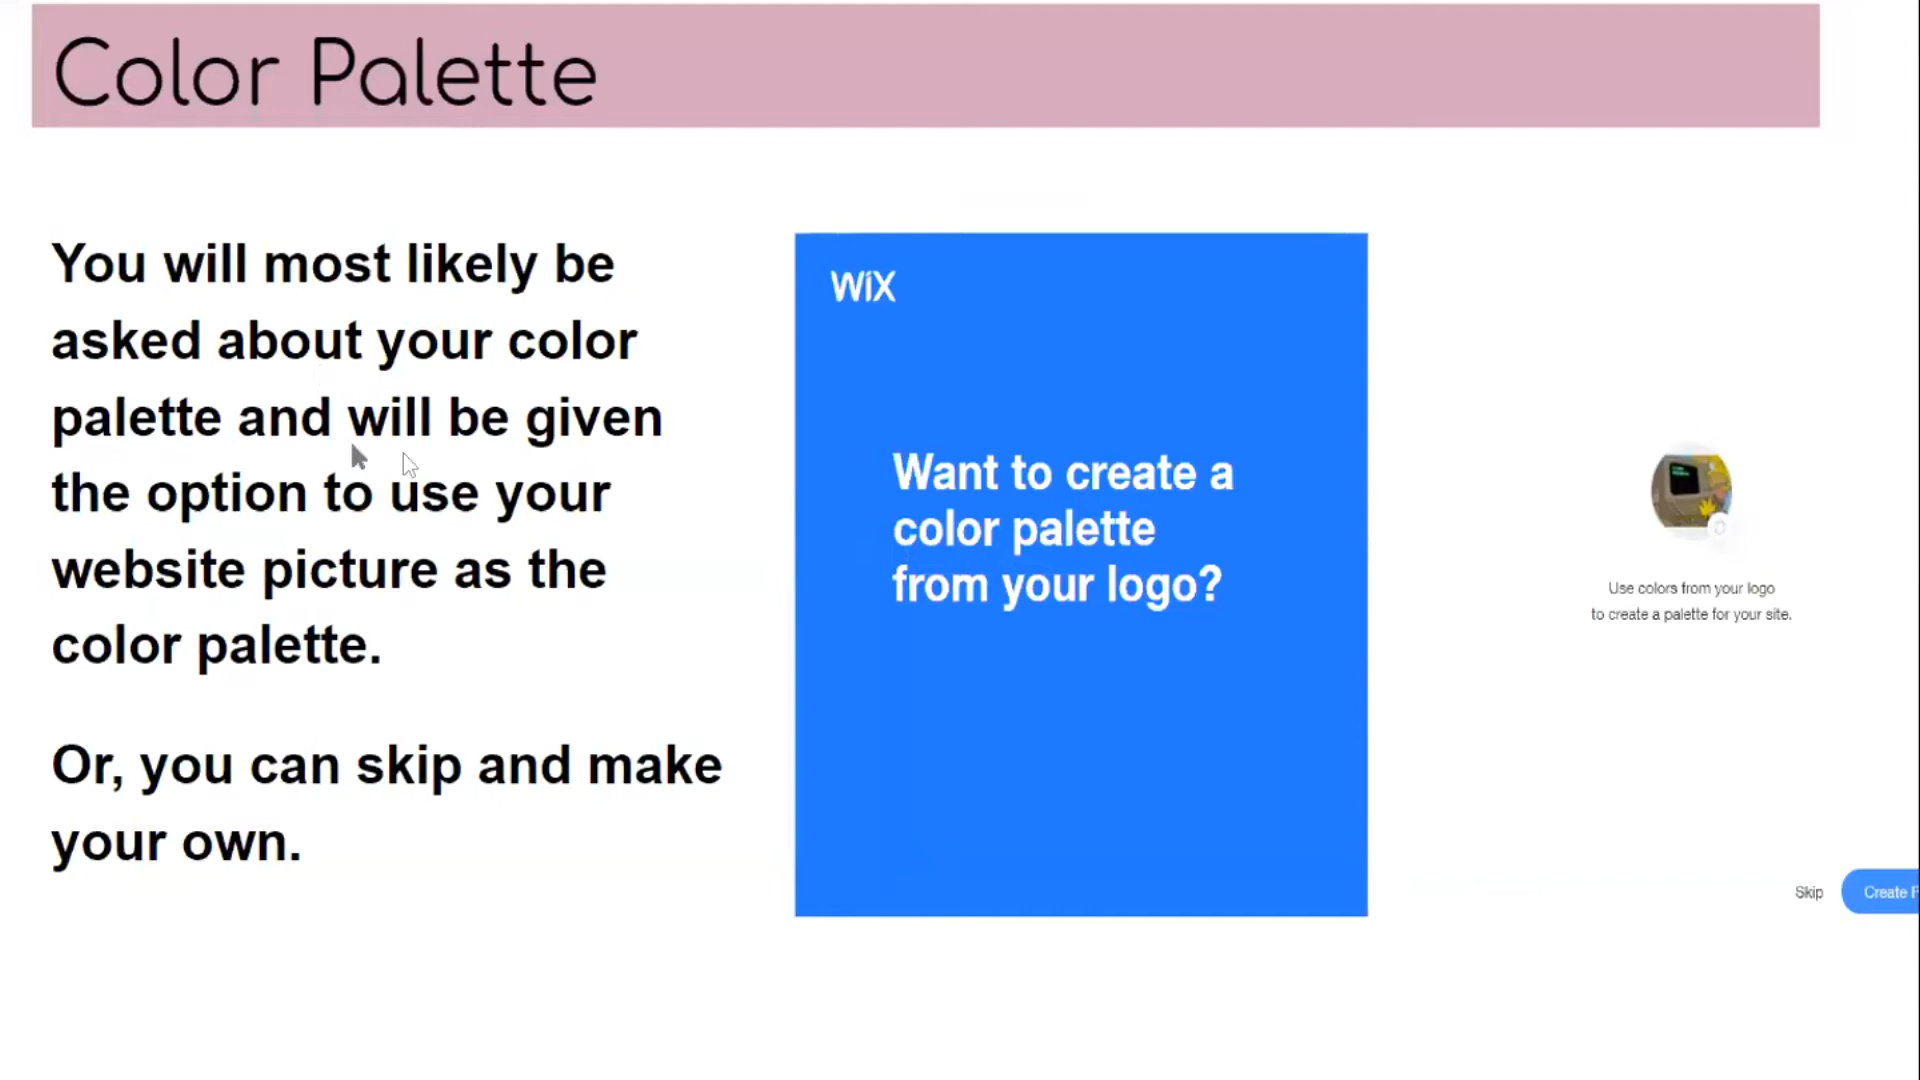 Color Palette
You will most likely be
asked about your color
palette and will be given
the option to use your
website picture as the
color palette.
Or, you can skip and make
your own.
WiX
Want to create a
color palette
from your logo?
Use colors from your logo
to create a palette for your site.
Skip
Create